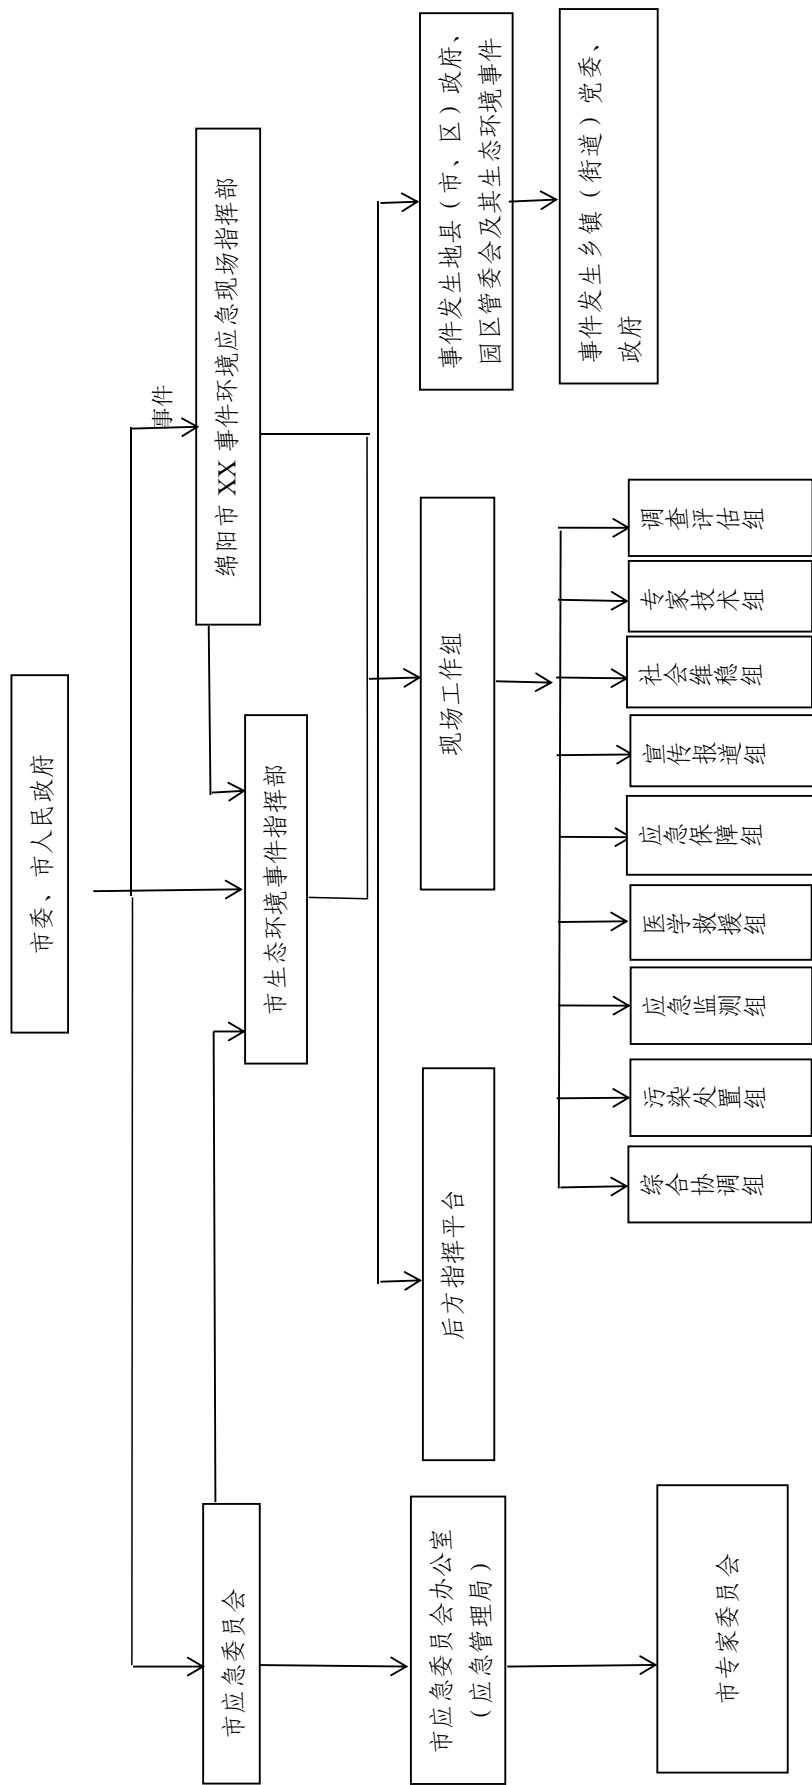 市委、市人民政府
事件
市应急委员会
市生态环境事件指挥部
绵阳市 XX 事件环境应急现场指挥部
市应急委员会办公室
（应急管理局）
后方指挥平台
现场工作组
事件发生地县（市、区）政府、
园区管委会及其生态环境事件
市专家委员会
综合协调组
污染处置组
应急监测组
医学救援组
应急保障组
宣传报道组
社会维稳组
专家技术组
调查评估组
事件发生乡镇（街道）党委、
政府